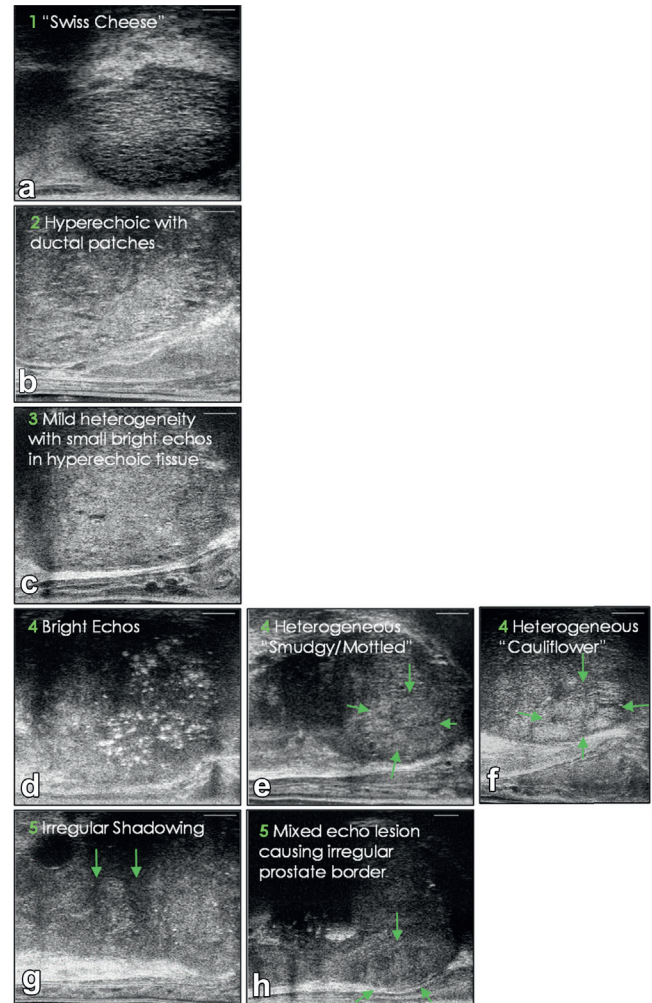 1 “Swiss Cheese”
a
2 Hyperechoic with
ductal patches
b
3 Mild heterogeneity
with small bright echos
in hyperechoic tissue
c
4 Bright Echos
d
4 Heterogeneous
“Smudgy/Mottled”
e
4 Heterogeneous
“Cauliflower”
f
5 Irregular Shadowing
g
5 Mixed echo lesion
causing irregular
prostate border
h